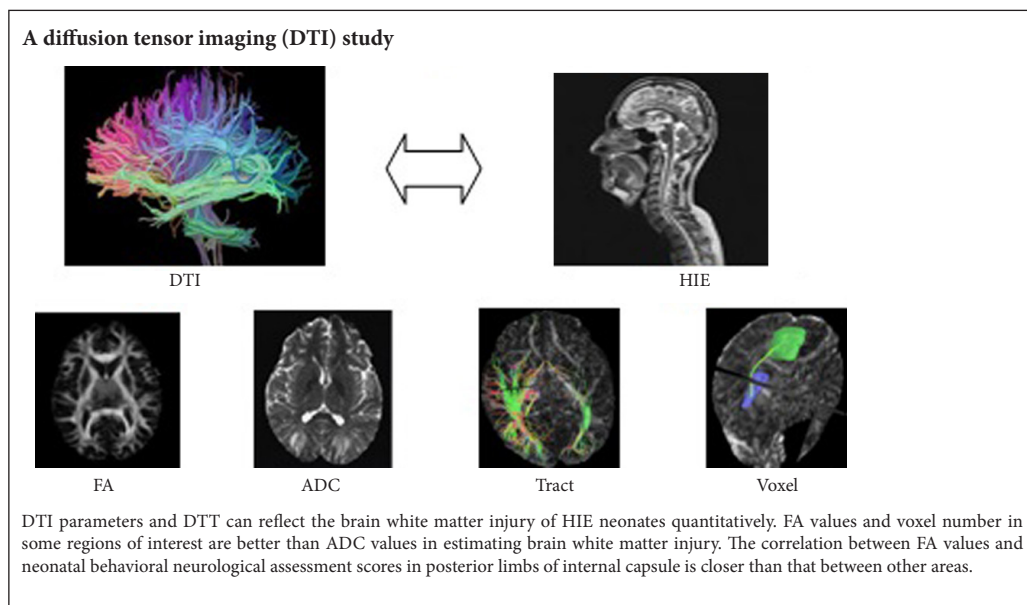 A diffusion tensor imaging (DTI) study
DTI
HIE
FA
ADC
Tract
Voxel
DTI parameters and DTT can reflect the brain white matter injury of HIE neonates quantitatively. FA values and voxel number in
some regions of interest are better than ADC values in estimating brain white matter injury. The correlation between FA values and
neonatal behavioral neurological assessment scores in posterior limbs of internal capsule is closer than that between other areas.